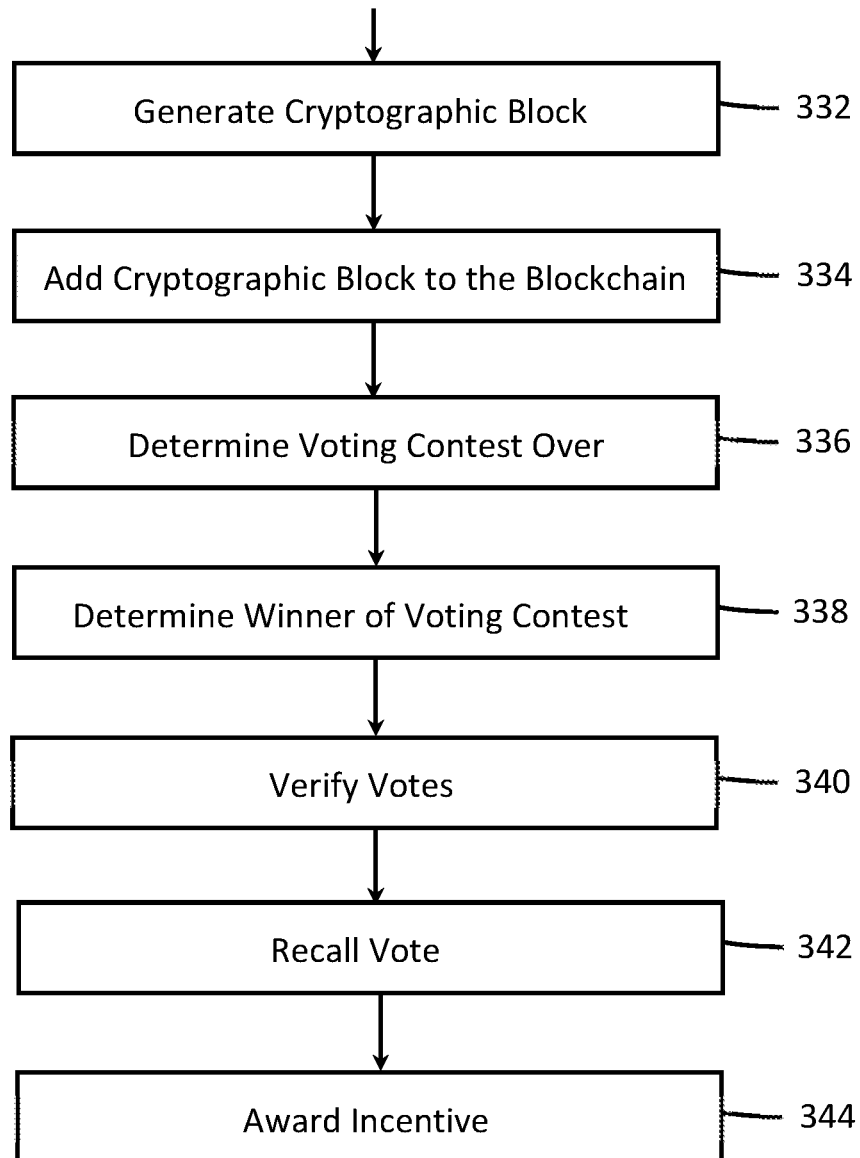 Generate Cryptographic Block 332
Add Cryptographic Block to the Blockchain 334
Determine Voting Contest Over 336
Determine Winner of Voting Contest 338
Verify Votes 340
Recall Vote 342
Award Incentive 344